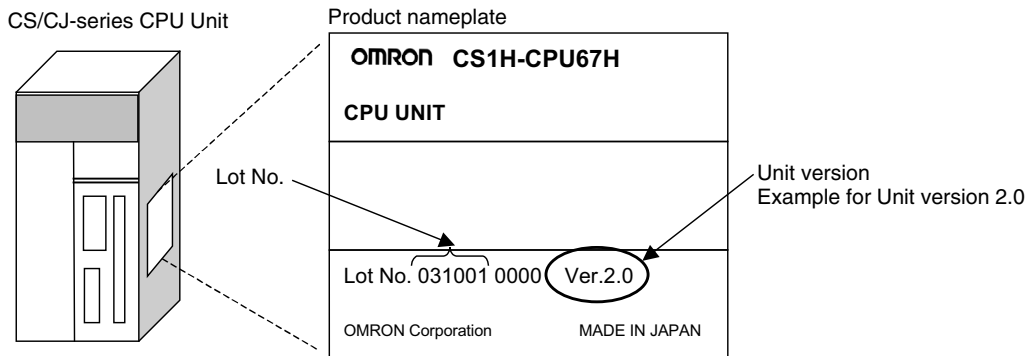 CS/CJ-series CPU Unit
Product nameplate
OMRON CS1H-CPU67H
CPU UNIT
Lot No.
Unit version
Example for Unit version 2.0
Lot No. 031001 0000 Ver.2.0
OMRON Corporation MADE IN JAPAN